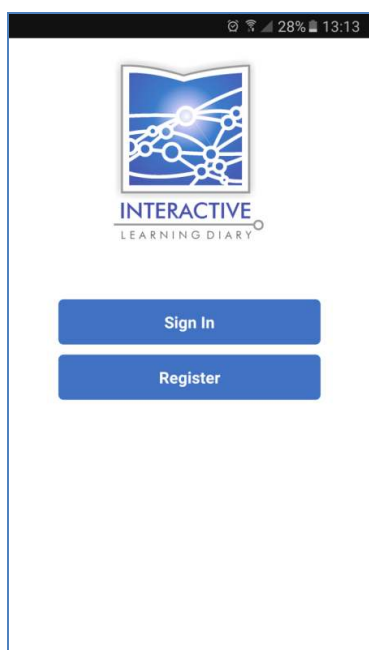 28% 13:13
INTERACTIVE
LEARNING DIARY
Sign In
Register